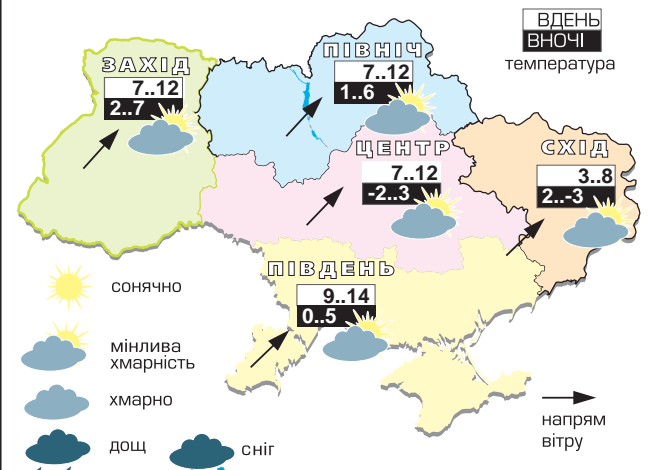 ВДЕНЬ
ВНОЧІ
температура
ПІВНІЧ
7..12
1..6
ЗАХІД
7..12
2..7
ЦЕНТР
7..12
-2..3
СХІД
3..8
2..-3
ПІВДЕНЬ
9..14
0..5
сонячно
мінлива
хмарність
хмарно
дощ
сніг
напрям
вітру